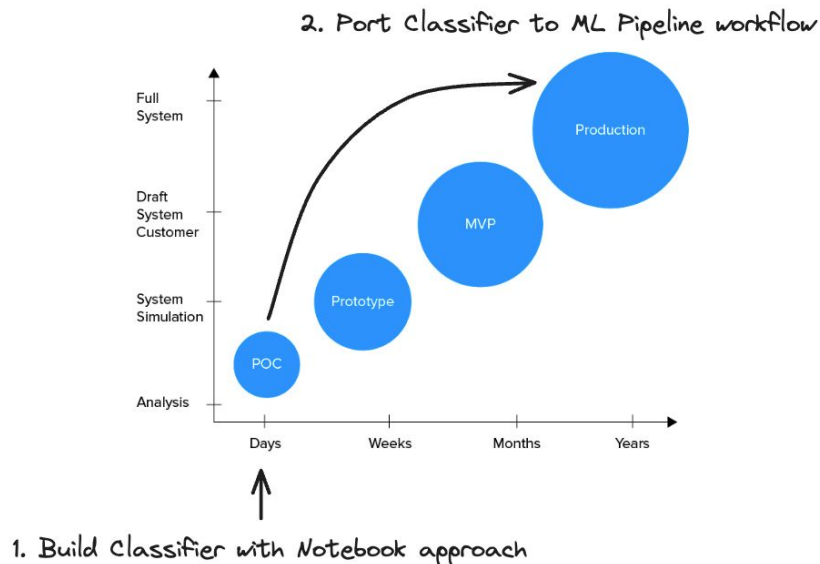 2. Port Classifier to ML Pipeline workflow
Full
System
Production
Draft
System
Customer
MVP
System
Simulation
Prototype
POC
Analysis
Days
Weeks
Months
Years
1. Build Classifier with Notebook approach